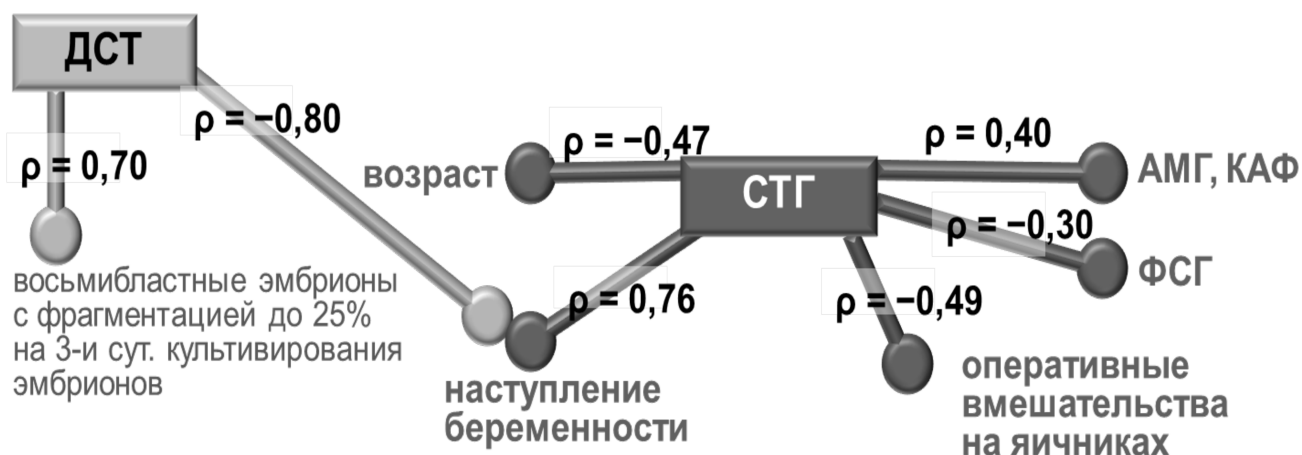 ДСТ
ρ = 0,70
ρ = −0,80
восьмибластные эмбрионы
с фрагментацией до 25%
на 3-и сут. культивирования
эмбрионов
возраст
ρ = −0,47
СТГ
ρ = 0,40
АМГ, КАФ
ρ = −0,30
ФСГ
ρ = 0,76
наступление
беременности
ρ = −0,49
оперативные
вмешательства
на яичниках